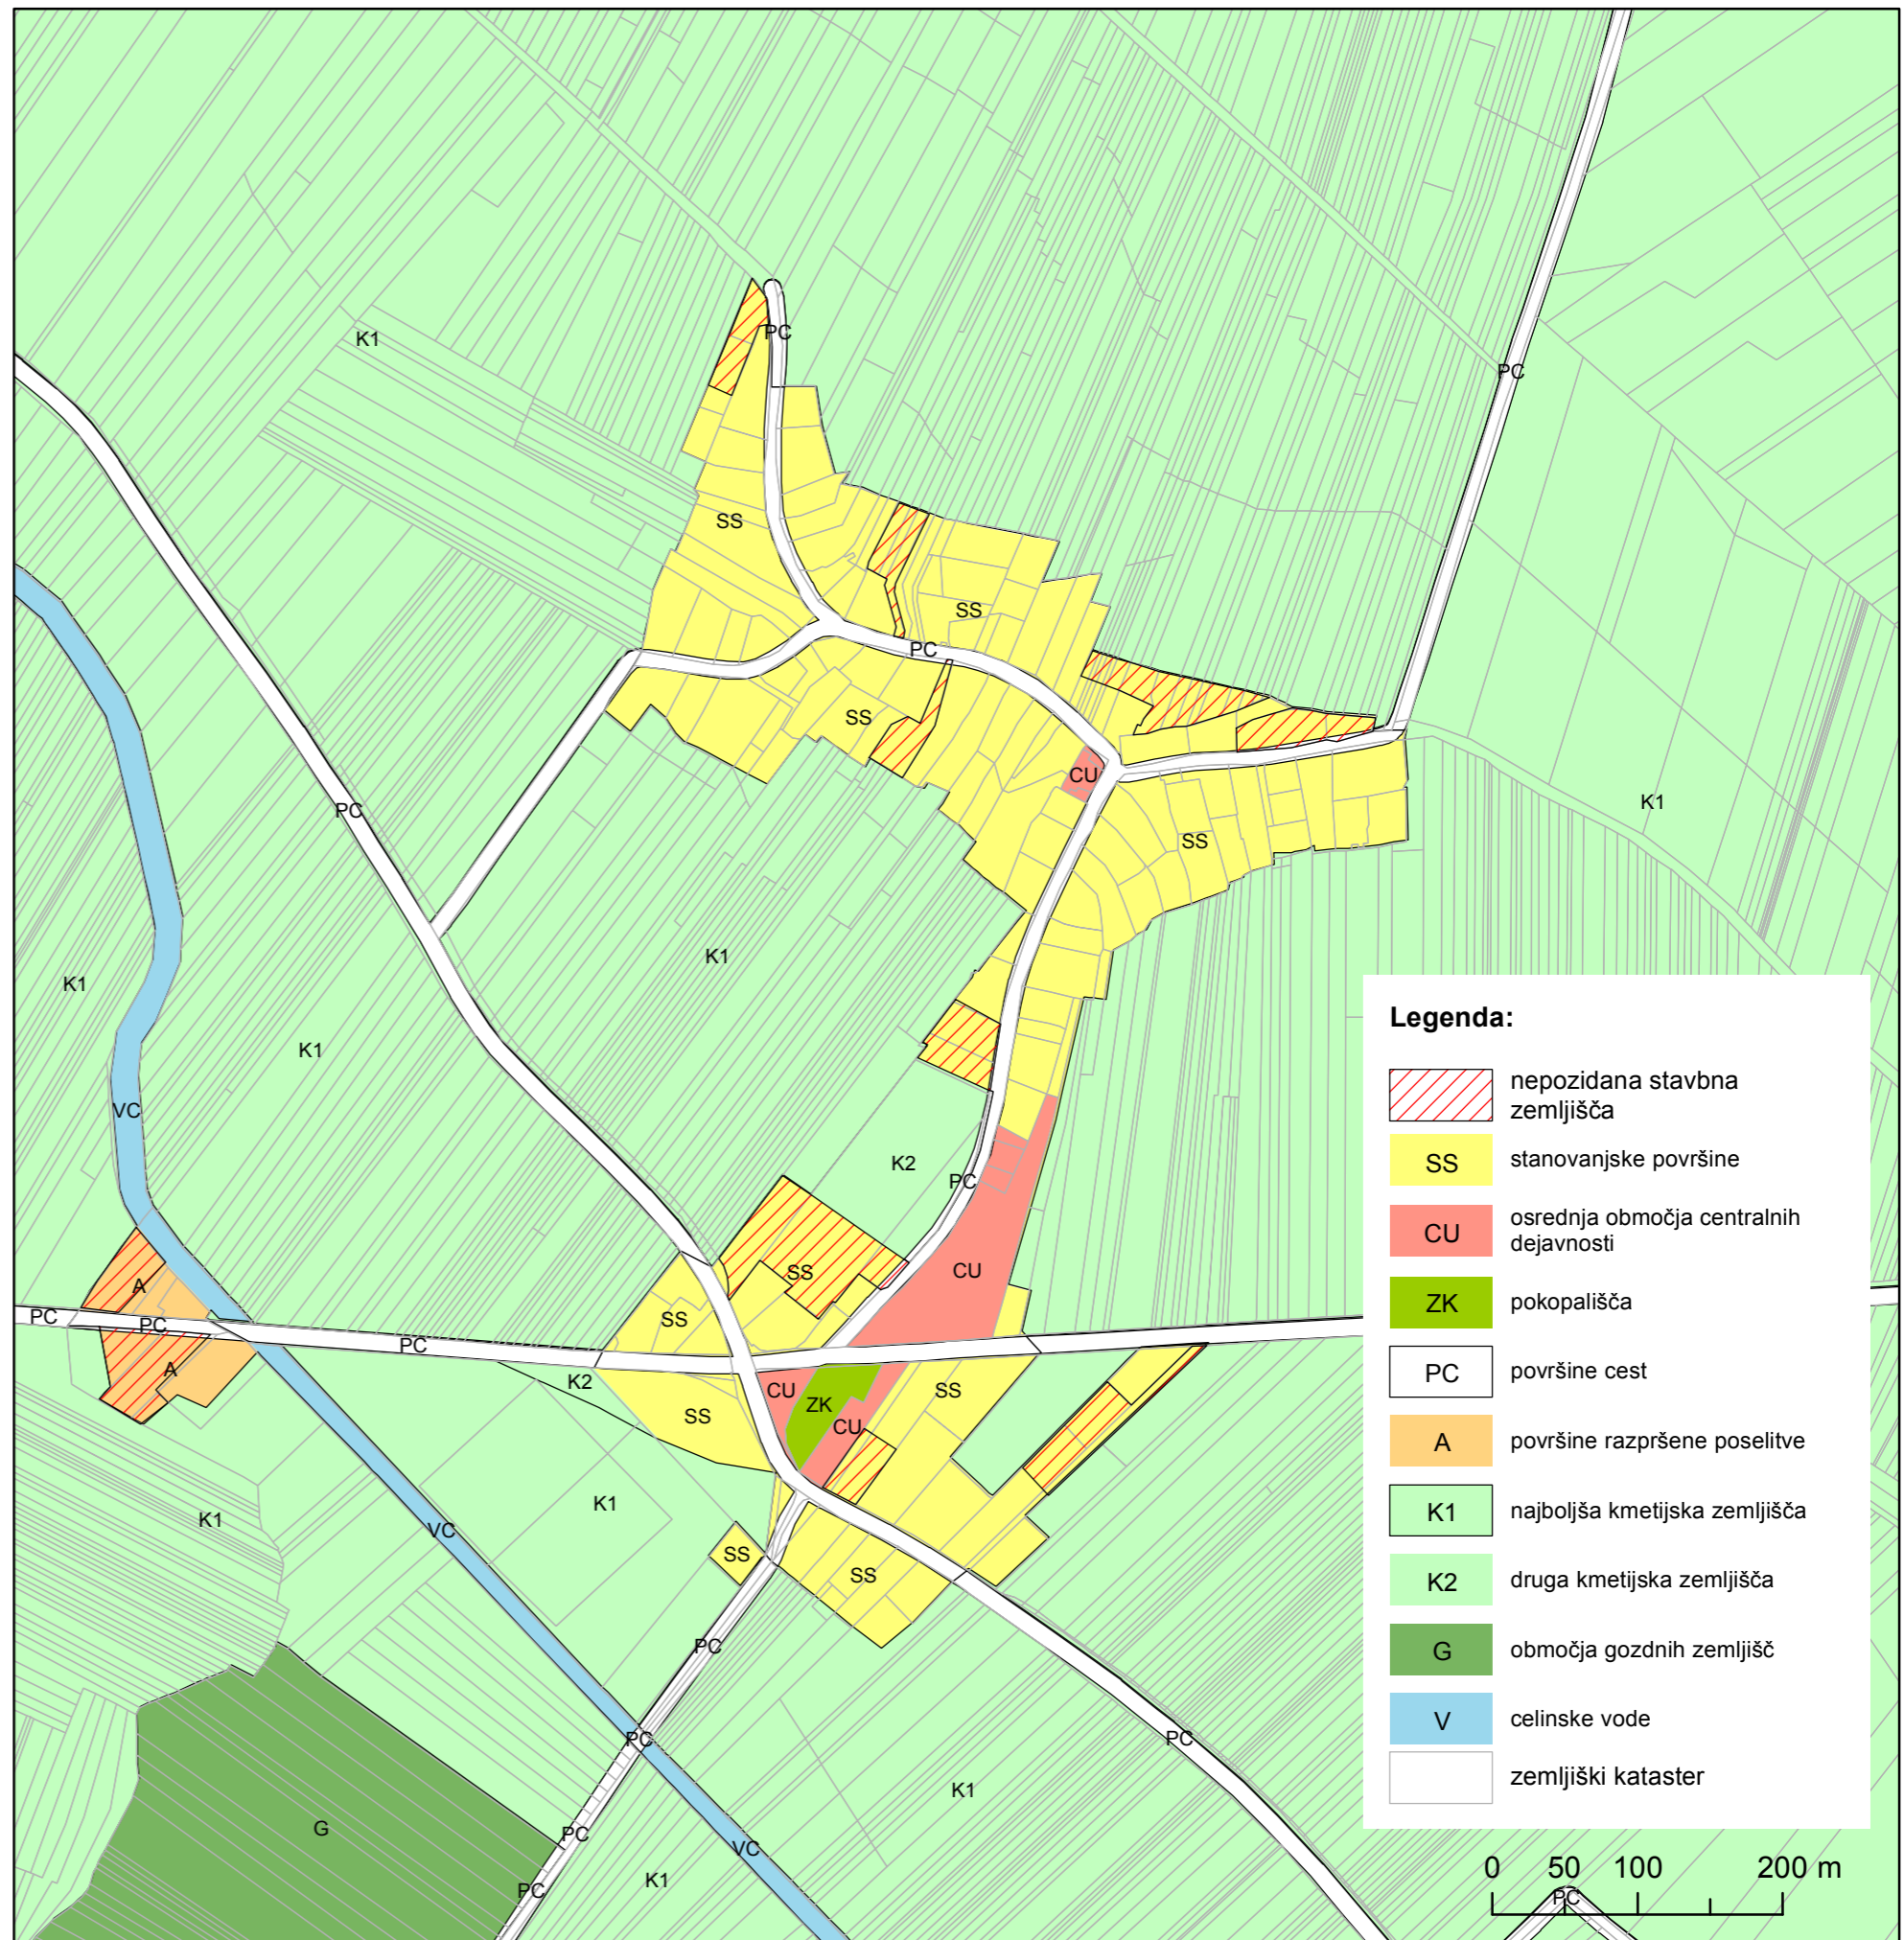 PC
K1
PC
SS
SS
PC
SS
CU
K1
PC
SS
K1
K1
K1
VC
K2
PC
CU
SS
A
SS
PC
PC
PC
A
K2
CU
SS
ZK
SS
CU
K1
K1
VC
SS
SS
PC
PC
PC
K1
G
PC
VC
K1
PC
PC
Legenda:
nepozidana stavbna
zemljišča
SS stanovanjske površine
CU osrednja območja centralnih
dejavnosti
ZK pokopališča
PC površine cest
A površine razpršene poselitve
K1 najboljša kmetijska zemljišča
K2 druga kmetijska zemljišča
G območja gozdnih zemljišč
V celinske vode
zemljiški kataster
0 50 100 200 m